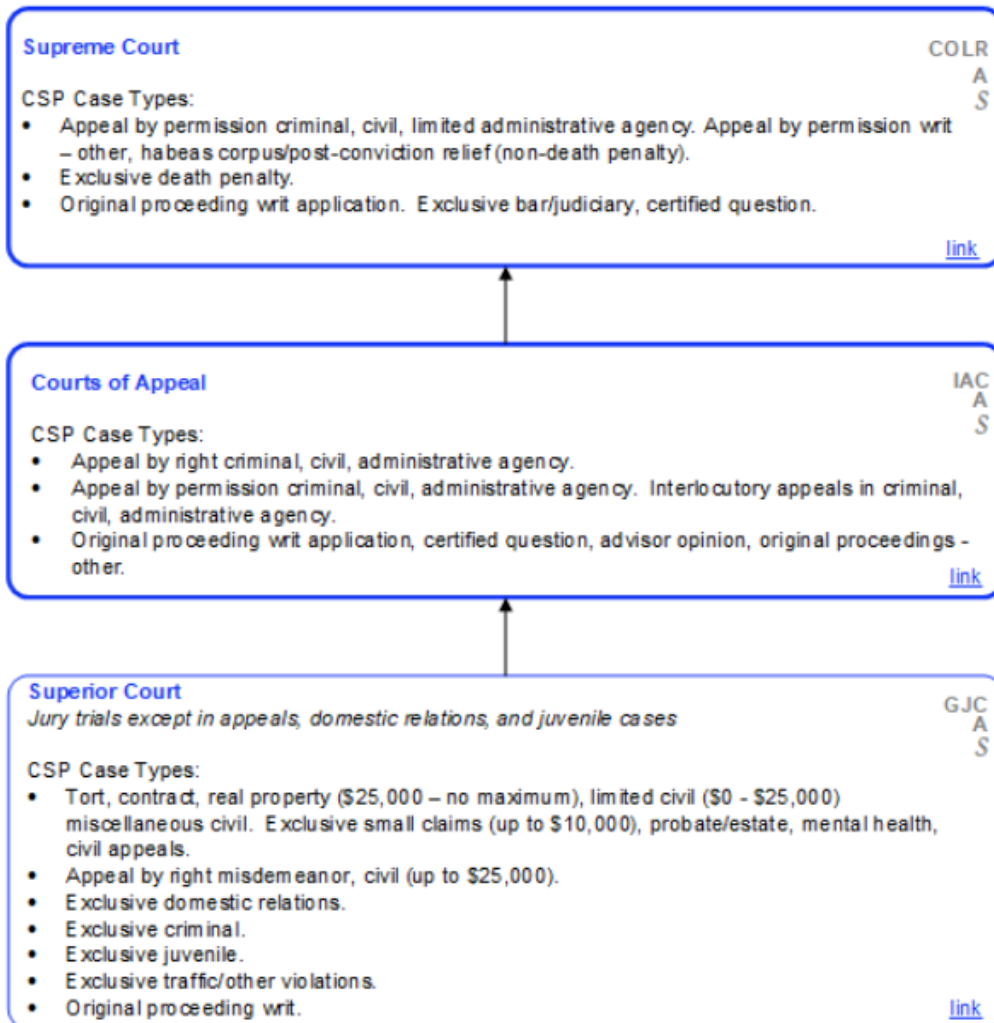 Supreme Court
COLR
A
S
CSP Case Types:
• Appeal by permission criminal, civil, limited administrative agency. Appeal by permission writ
– other, habeas corpus/post-conviction relief (non-death penalty).
• Exclusive death penalty.
• Original proceeding writ application. Exclusive bar/judiciary, certified question.
link
Courts of Appeal
IAC
A
S
CSP Case Types:
• Appeal by right criminal, civil, administrative agency.
• Appeal by permission criminal, civil, administrative agency. Interlocutory appeals in criminal,
civil, administrative agency.
• Original proceeding writ application, certified question, advisor opinion, original proceedings -
other.
link
Superior Court
Jury trials except in appeals, domestic relations, and juvenile cases
GJC
A
S
CSP Case Types:
• Tort, contract, real property ($25,000 – no maximum), limited civil ($0 - $25,000)
miscellaneous civil. Exclusive small claims (up to $10,000), probate/estate, mental health,
civil appeals.
• Appeal by right misdemeanor, civil (up to $25,000).
• Exclusive domestic relations.
• Exclusive criminal.
• Exclusive juvenile.
• Exclusive traffic/other violations.
• Original proceeding writ.
link